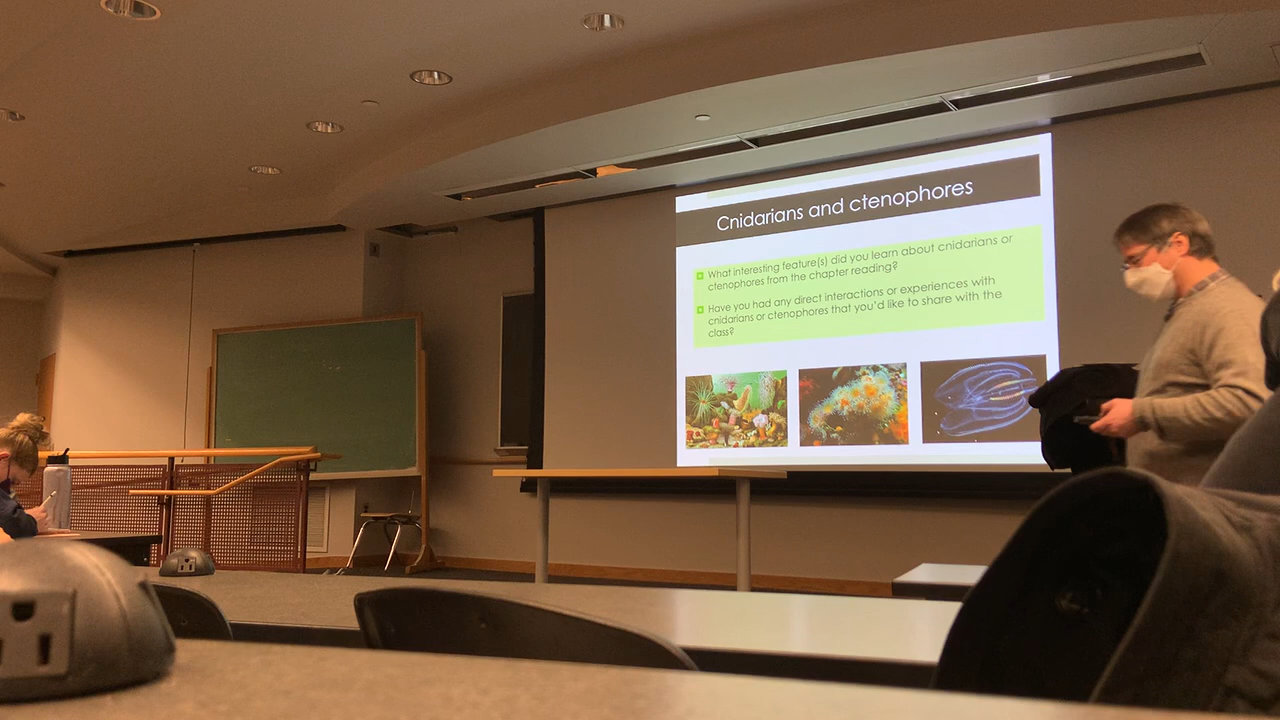 Cnidarians and ctenophores
What interesting feature(s) did you learn about cnidarians or
ctenophores from the chapter reading?
Have you had any direct interactions or experiences with
cnidarians or ctenophores that you'd like to share with the
class?